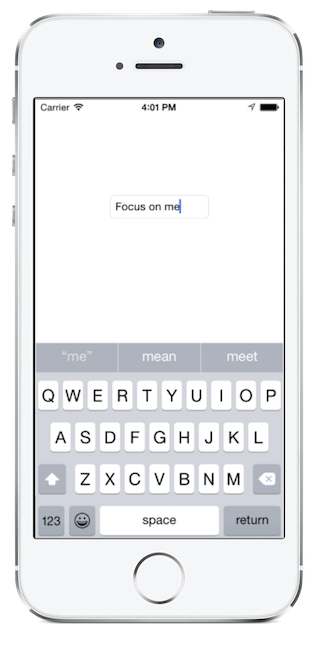 Carrier 4:01 PM
Focus on me
“me” mean meet
Q W E R T Y U I O P
A S D F G H J K L
Z X C V B N M
123 space return